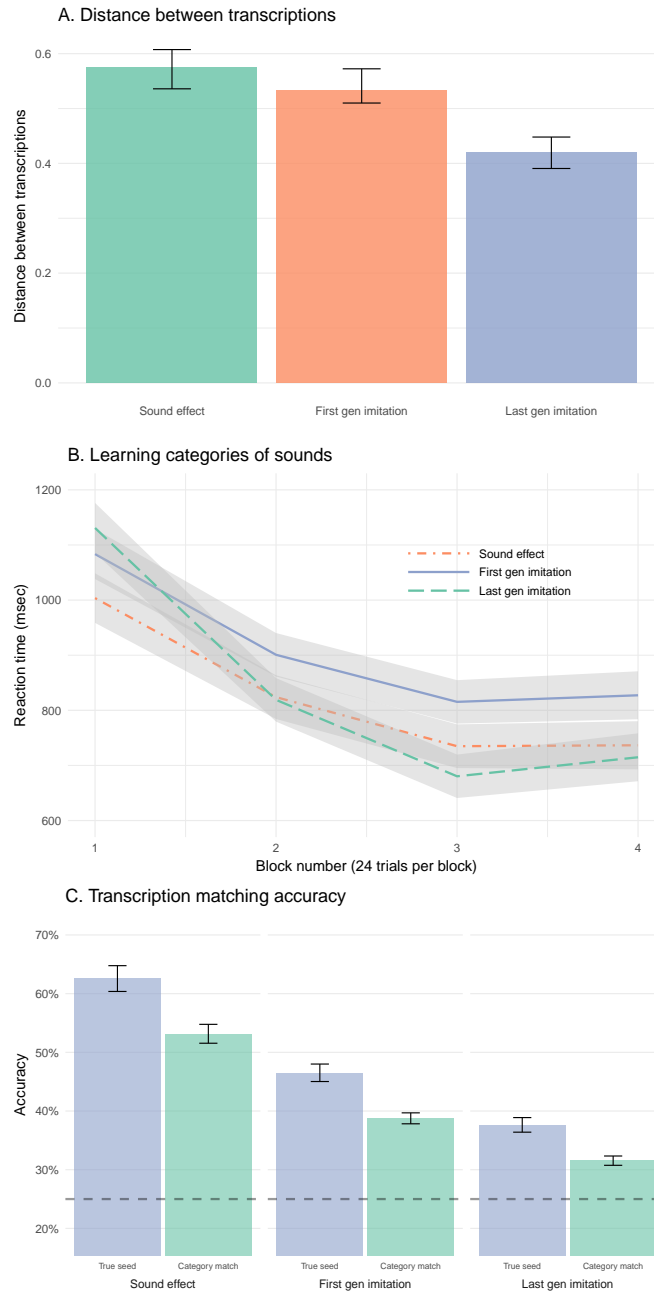 A. Distance between transcriptions
0.6
0.4
0.2
0.0
Distance between transcriptions
Sound effect
First gen imitation
Last gen imitation
B. Learning categories of sounds
1200
1000
800
600
Reaction time (msec)
Sound effect
First gen imitation
Last gen imitation
1
2
3
4
Block number (24 trials per block)
C. Transcription matching accuracy
70%
60%
50%
40%
30%
20%
Accuracy
True seed
Category match
True seed
Category match
True seed
Category match
Sound effect
First gen imitation
Last gen imitation